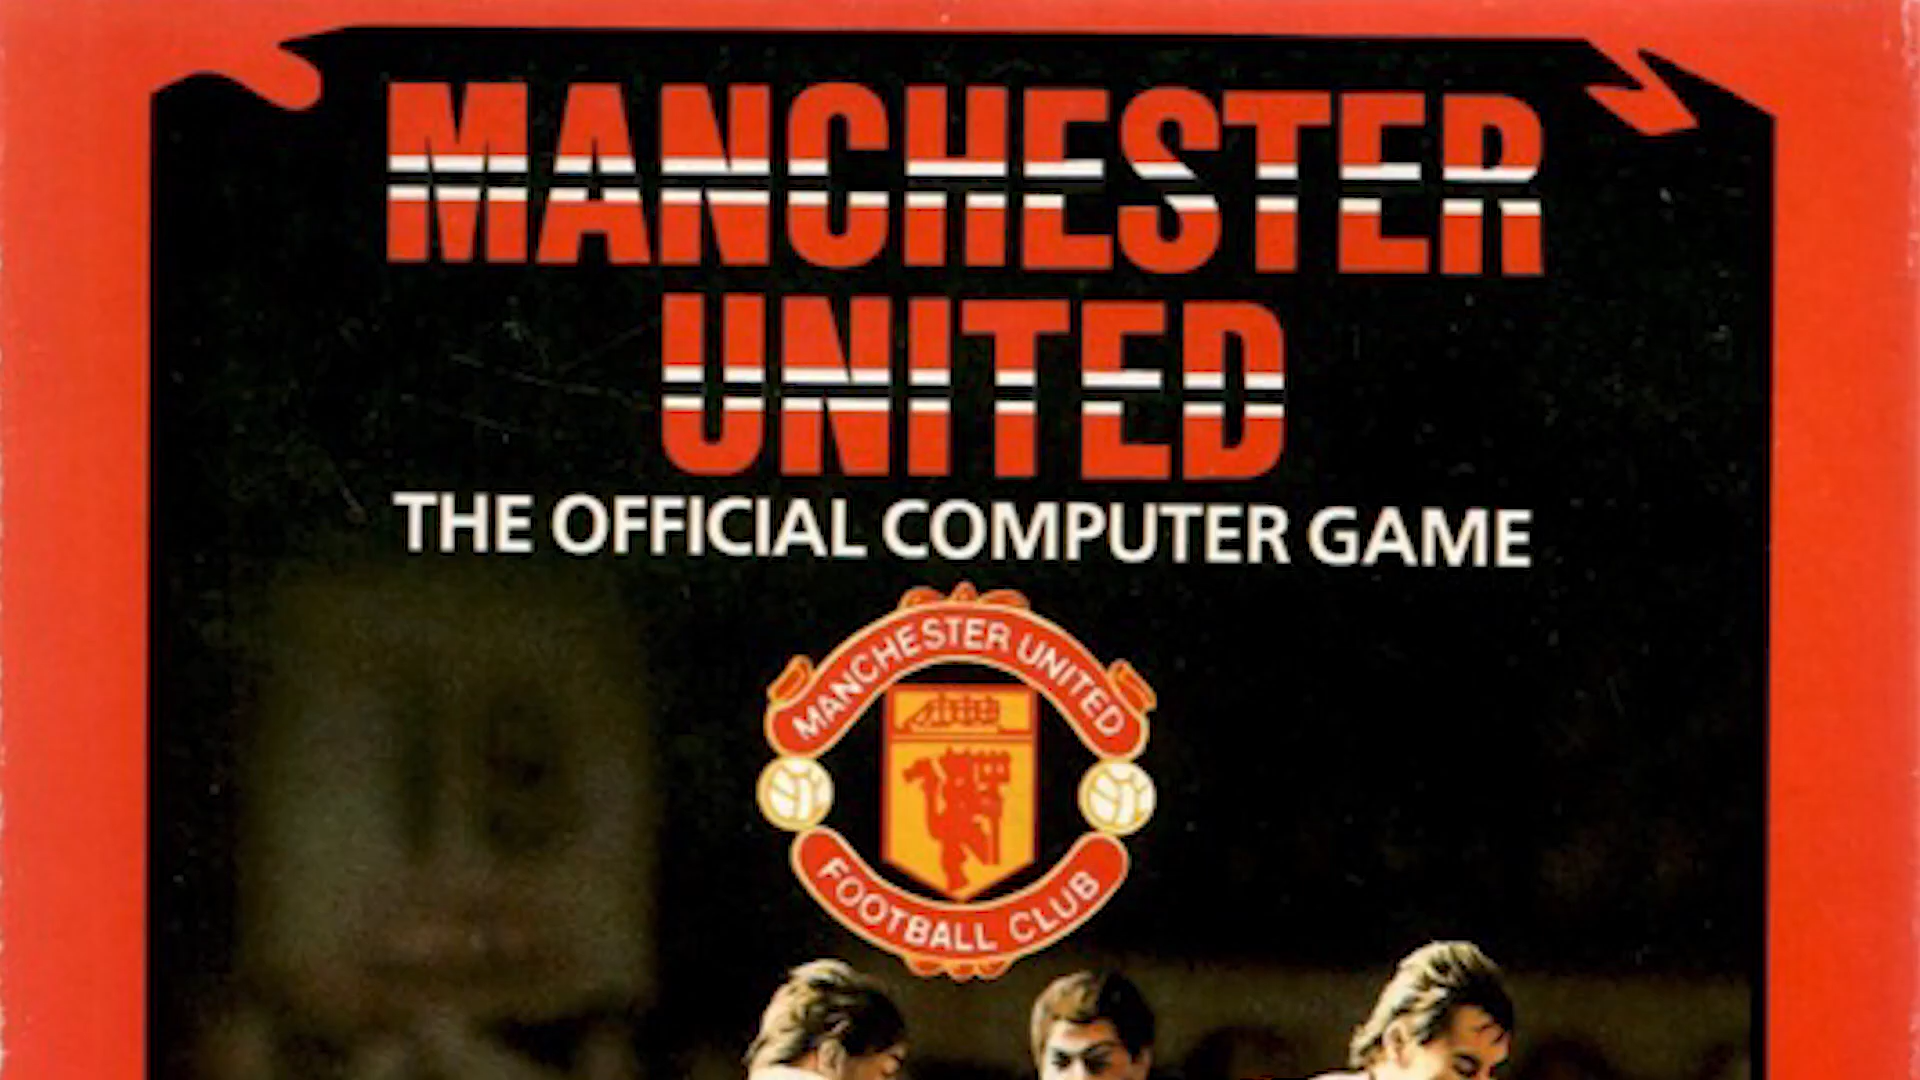 MANCHESTER
UNITED
THE OFFICIAL COMPUTER GAME
MANCHESTER UNITED
FOOTBALL CLUB